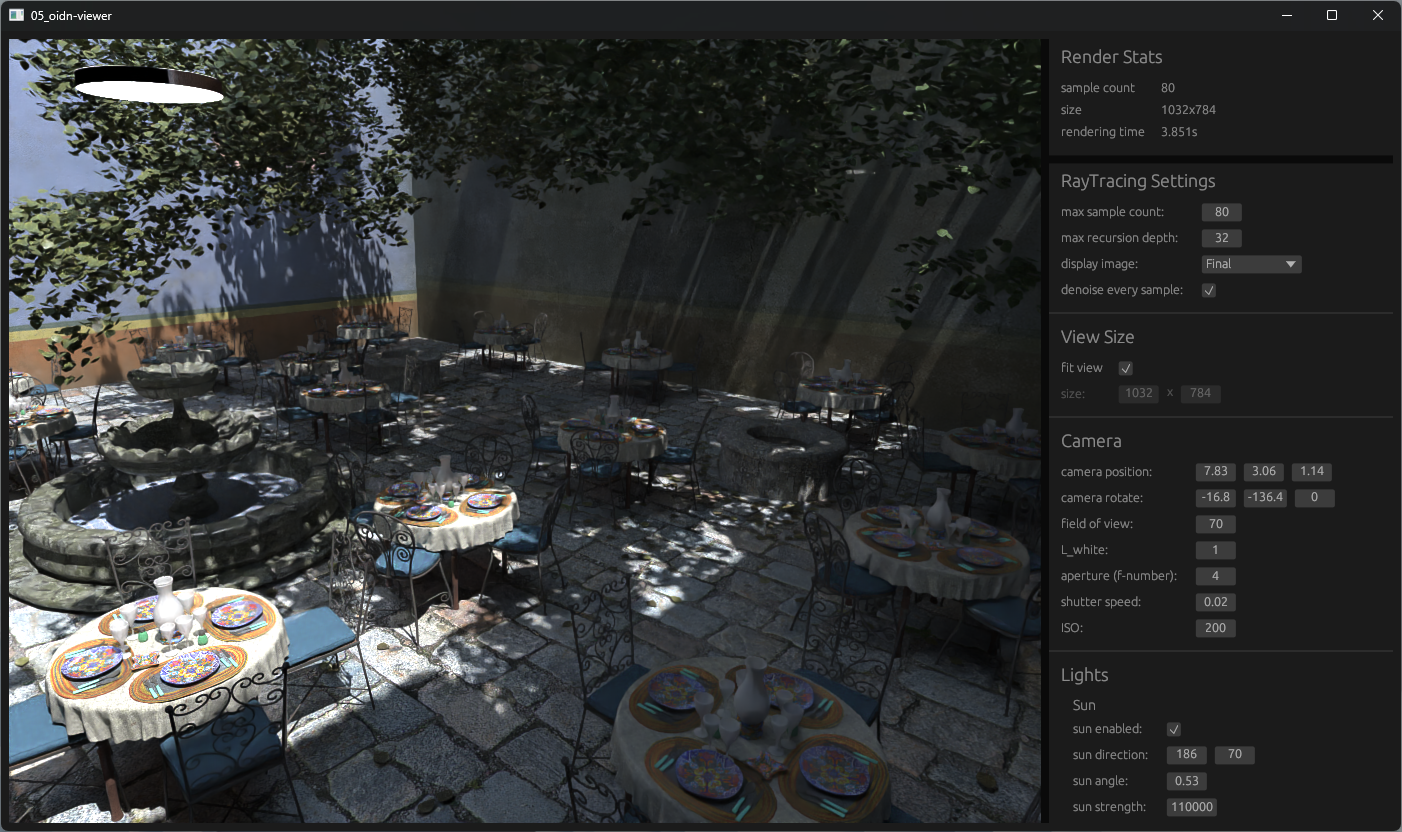 05_oidn-viewer
Render Stats
sample count 80
size 1032x784
rendering time 3.851s
RayTracing Settings
max sample count: 80
max recursion depth: 32
display image: Final
denoise every sample:
View Size
fit view
size: 1032 x 784
Camera
camera position: 7.83 3.06 1.14
camera rotate: -16.8 -136.4 0
field of view: 70
L_white: 1
aperture (f-number): 4
shutter speed: 0.02
ISO: 200
Lights
Sun
sun enabled:
sun direction: 186 70
sun angle: 0.53
sun strength: 110000